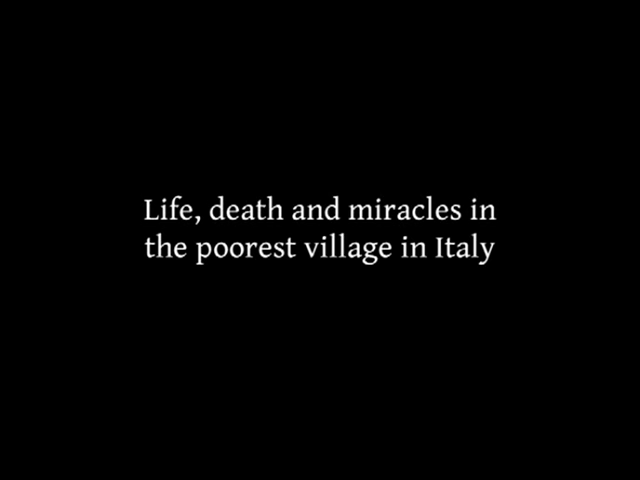 Life, death and miracles in
the poorest village in Italy